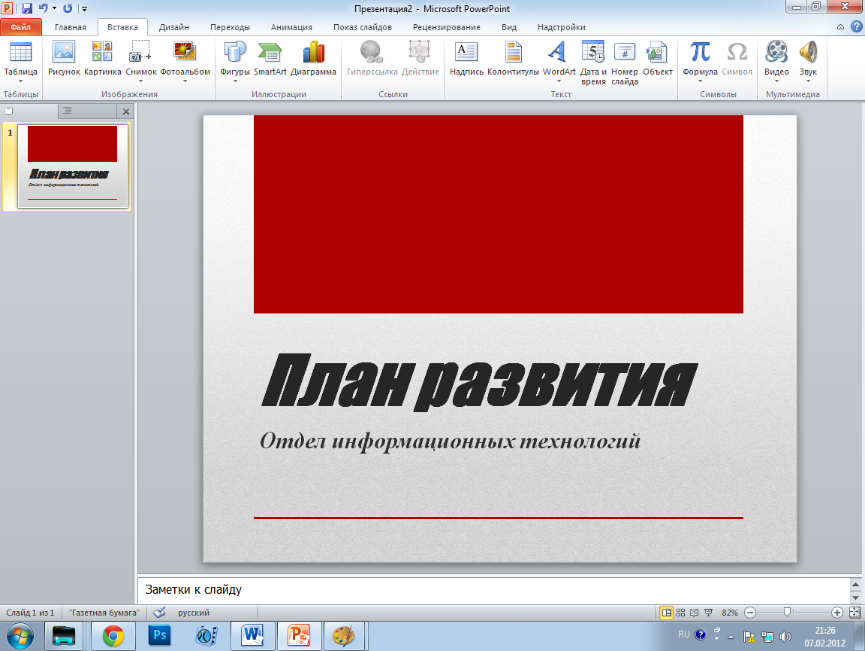 Презентация2 - Microsoft PowerPoint
Файл Главная Вставка Дизайн Переходы Анимация Показ слайдов Рецензирование Вид Надстройки
Таблица Рисунок Картинка Снимок Фотоальбом Фигуры SmartArt Диаграмма Гиперссылка Действие Надпись Колонтитулы WordArt Дата и время Номер слайда Объект Формула Символ Видео Звук
Таблицы Изображения Иллюстрации Ссылки Текст Символы Мультимедиа
1
План развития
Отдел информационных технологий
План развития
Отдел информационных технологий
Заметки к слайду
Слайд 1 из 1 "Газетная бумага" русский 82%
Ps
RU 21:26
07.02.2012